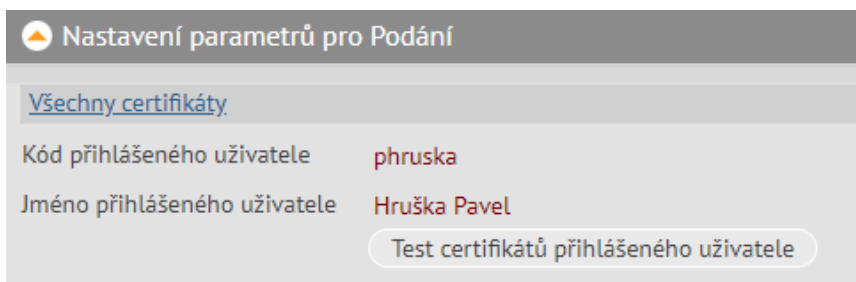 Nastavení parametrů pro Podání
Všechny certifikáty
Kód přihlášeného uživatele phruska
Jméno přihlášeného uživatele Hruška Pavel
Test certifikátů přihlášeného uživatele